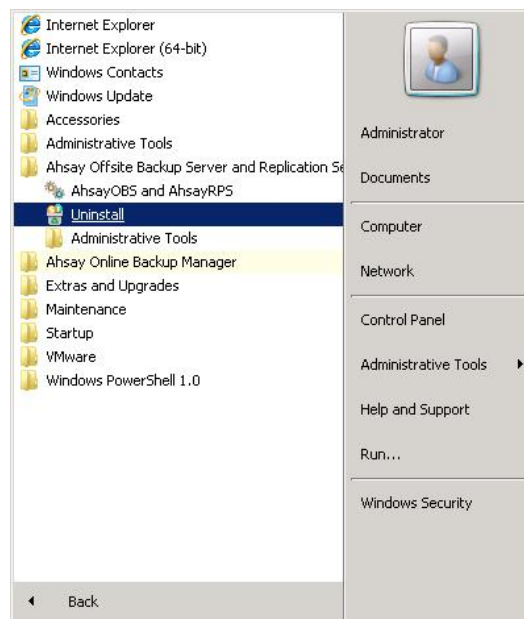 Internet Explorer
Internet Explorer (64-bit)
Windows Contacts
Windows Update
Accessories
Administrative Tools
Ahsay Offsite Backup Server and Replication Se
AhsayOBS and AhsayRPS
Uninstall
Administrative Tools
Ahsay Online Backup Manager
Extras and Upgrades
Maintenance
Startup
VMware
Windows PowerShell 1.0
Back
Administrator
Documents
Computer
Network
Control Panel
Administrative Tools
Help and Support
Run...
Windows Security